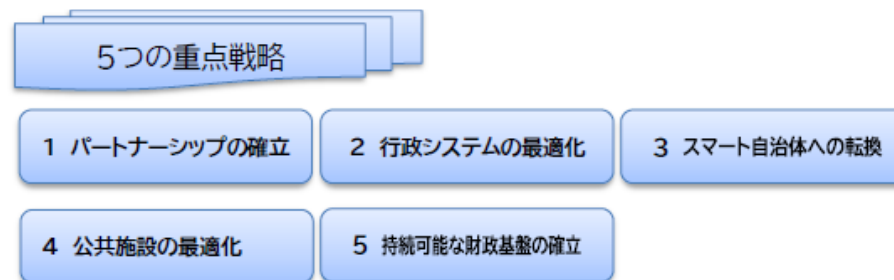 5つの重点戦略
1 パートナーシップの確立
2 行政システムの最適化
3 スマート自治体への転換
4 公共施設の最適化
5 持続可能な財政基盤の確立